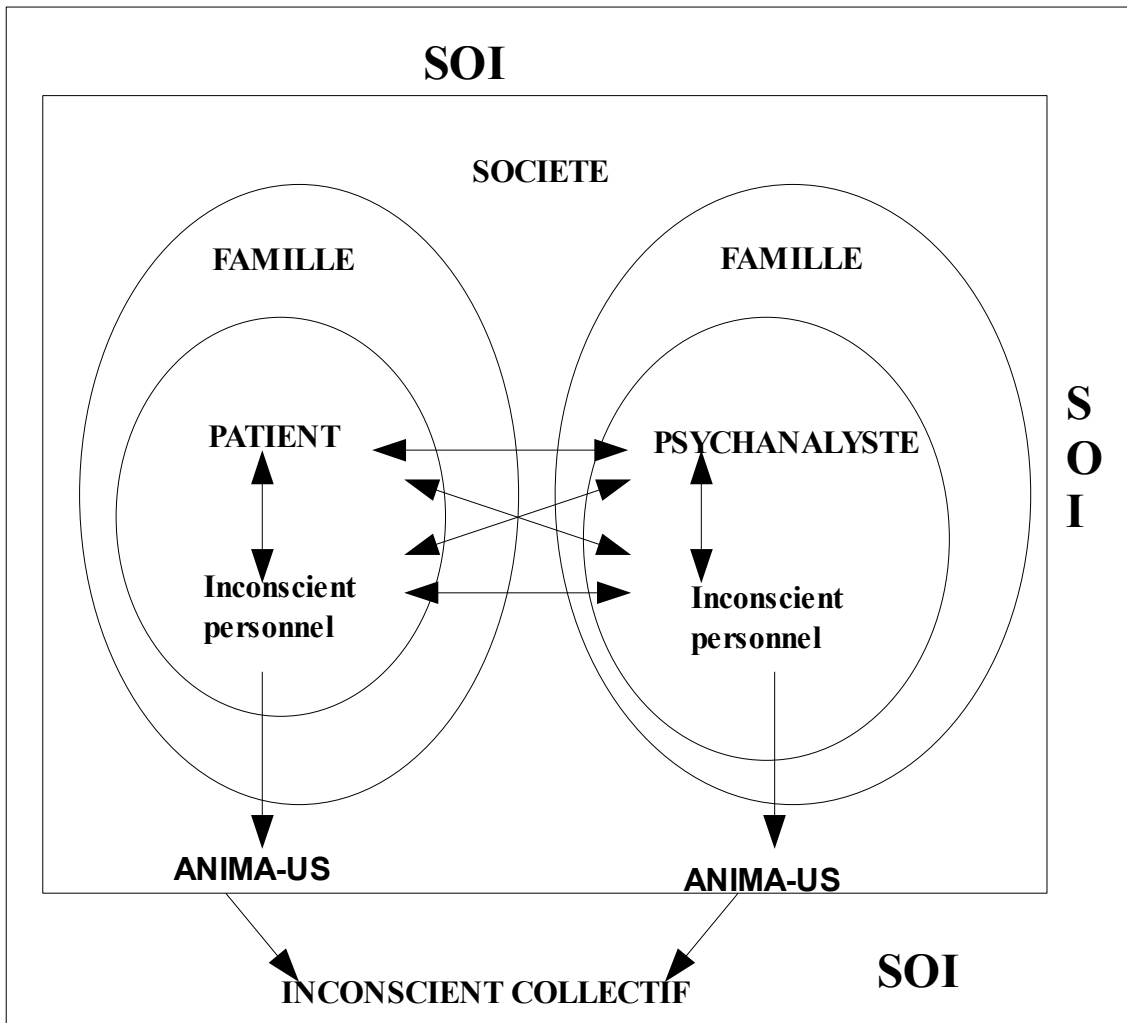 SOI
SOCIETE
FAMILLE
FAMILLE
PATIENT
PSYCHANALYSTE
S
O
I
Inconscient
personnel
Inconscient
personnel
ANIMA-US
ANIMA-US
INCONSCIENT COLLECTIF
SOI